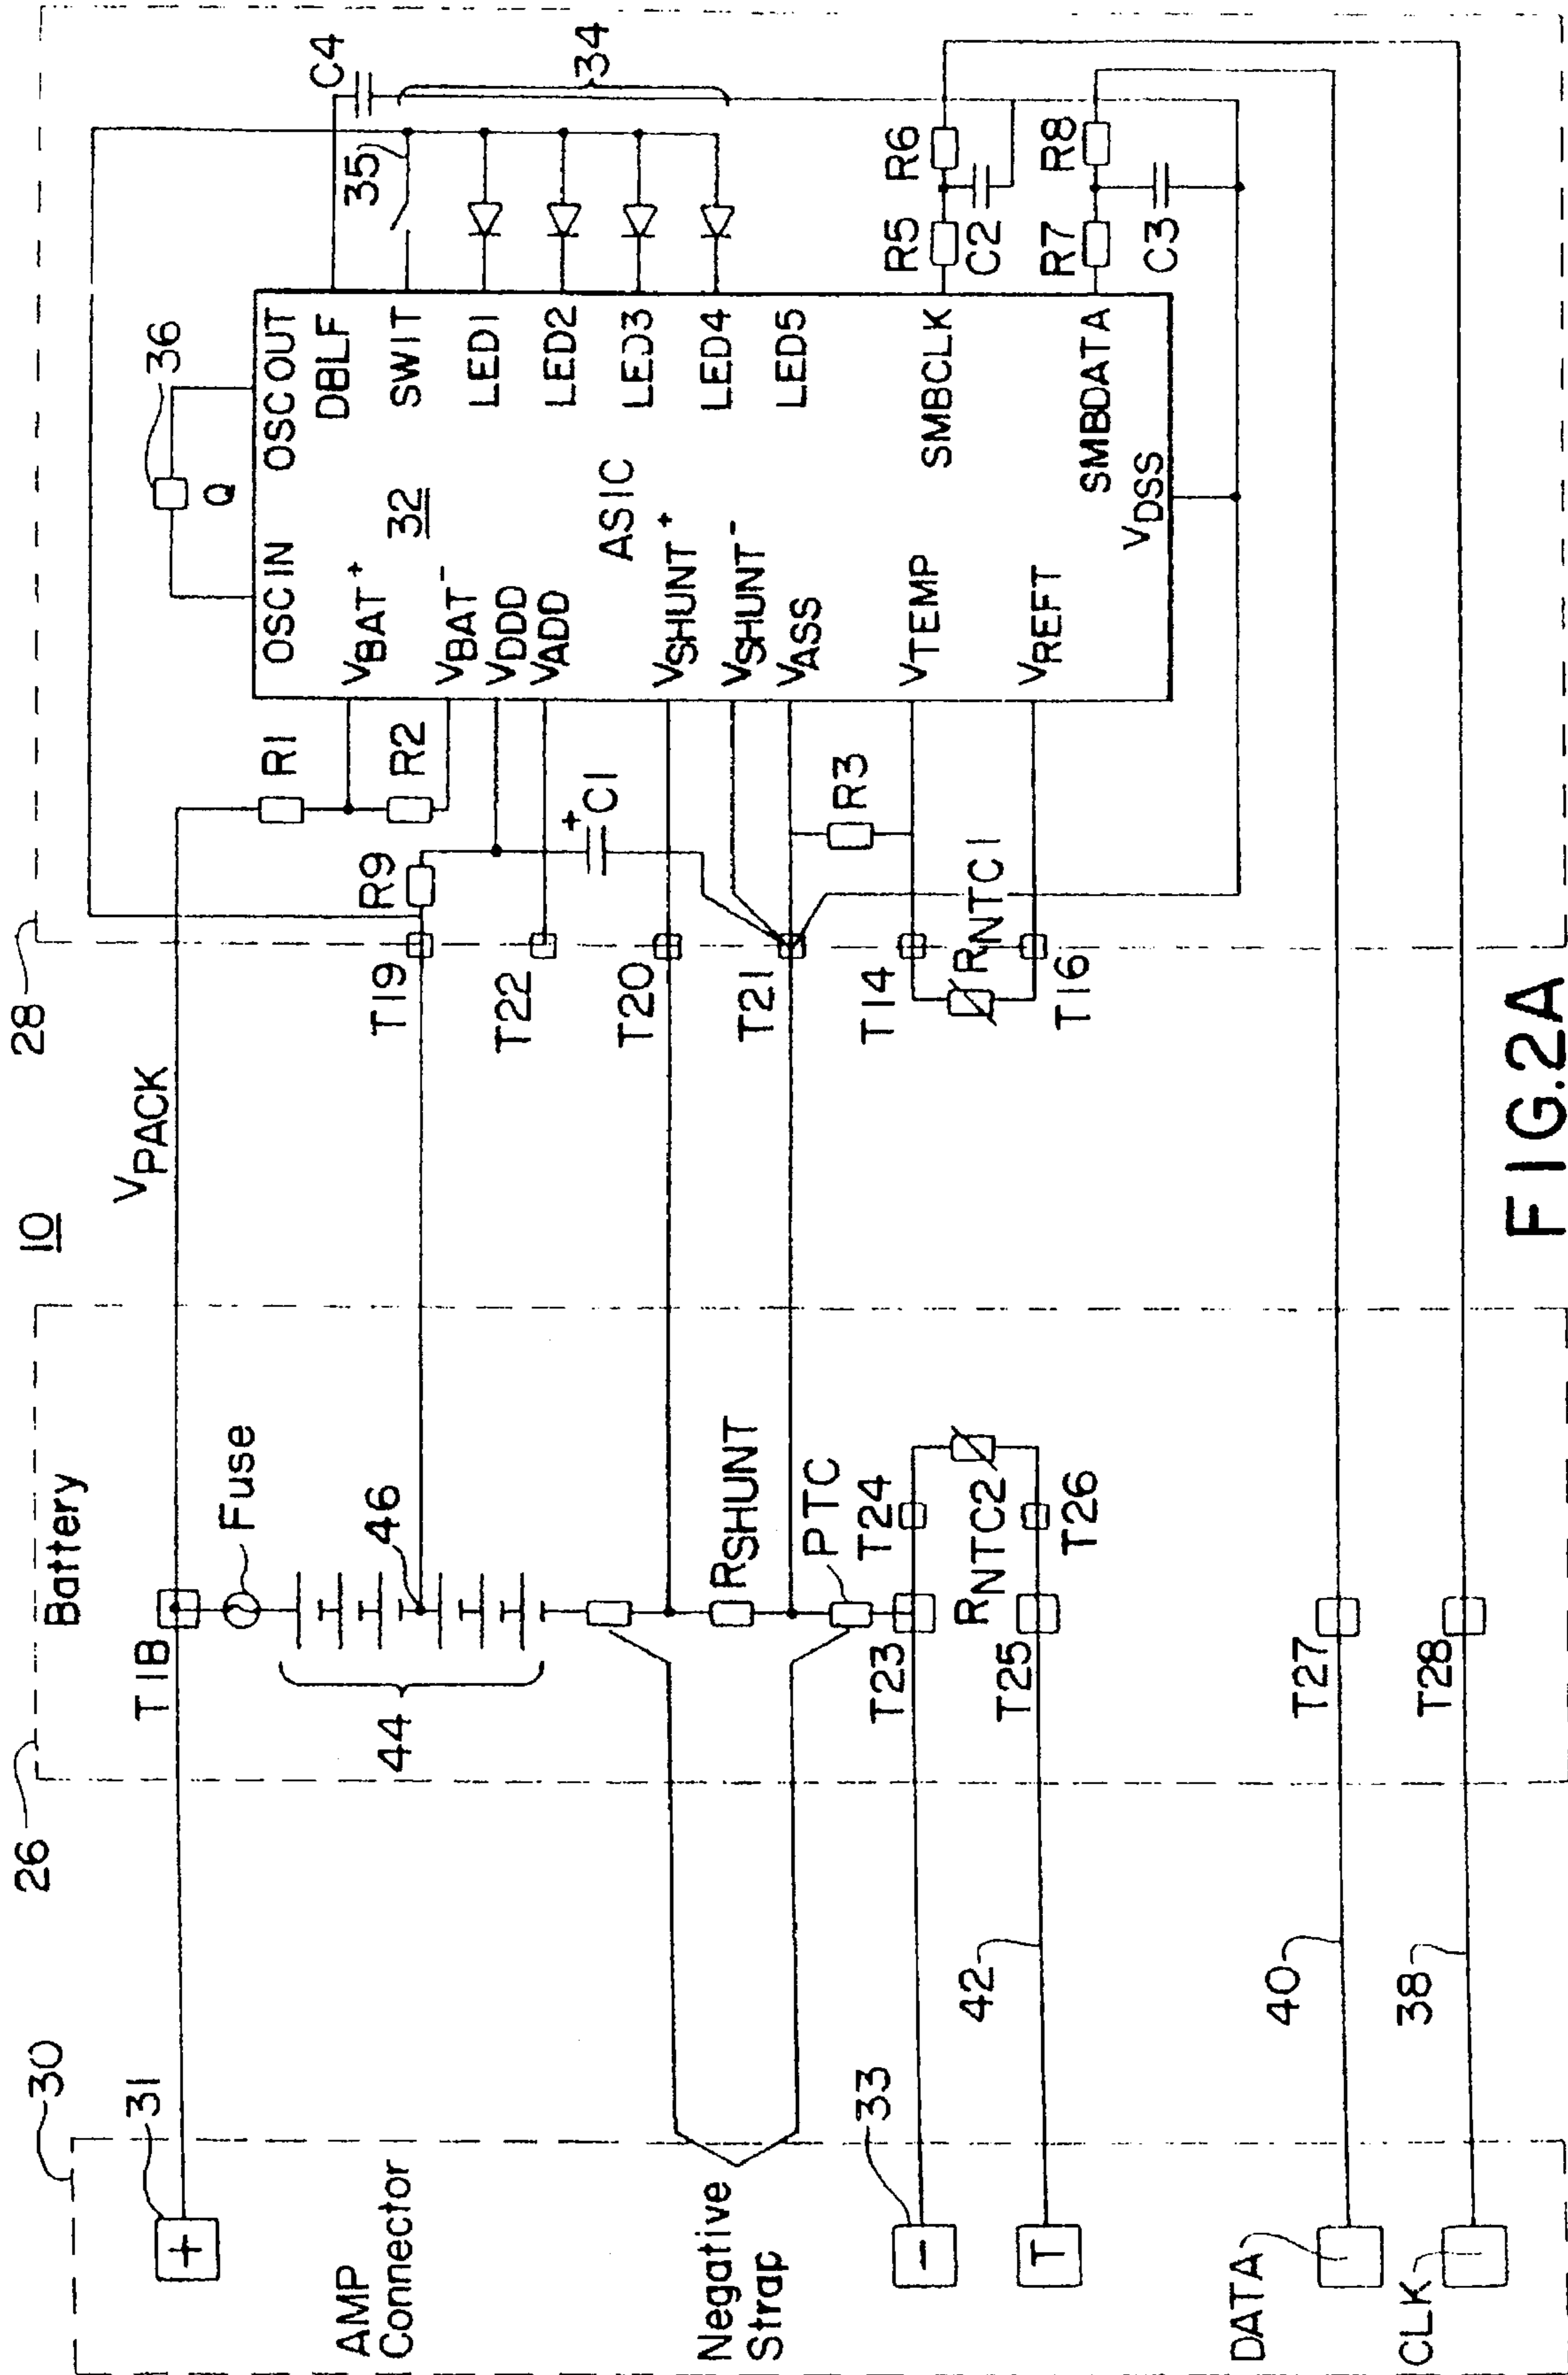 10
28
26
30
Battery
VPACK
31
+
AMP
Connector
T1B
Fuse
44
46
RSHUNT
PTC
Negative
Strap
33
-
T
T23
T24
RNTC2
T25
T26
42
DATA
40
T27
CLK
38
T28
T19
T22
T20
T21
T14
RNTC1
T16
R1
R2
R9
+
C1
R3
36
Q
OSC IN
OSC OUT
VBAT+
VBAT-
VDDD
VADD
VSHUNT+
VSHUNT-
VASS
VTEMP
VREFT
32
ASIC
DBLF
SWIT
LED1
LED2
LED3
LED4
LED5
SMBCLK
SMBDATA
VDSS
C4
35
34
R5
R6
C2
R7
R8
C3
FIG.2A